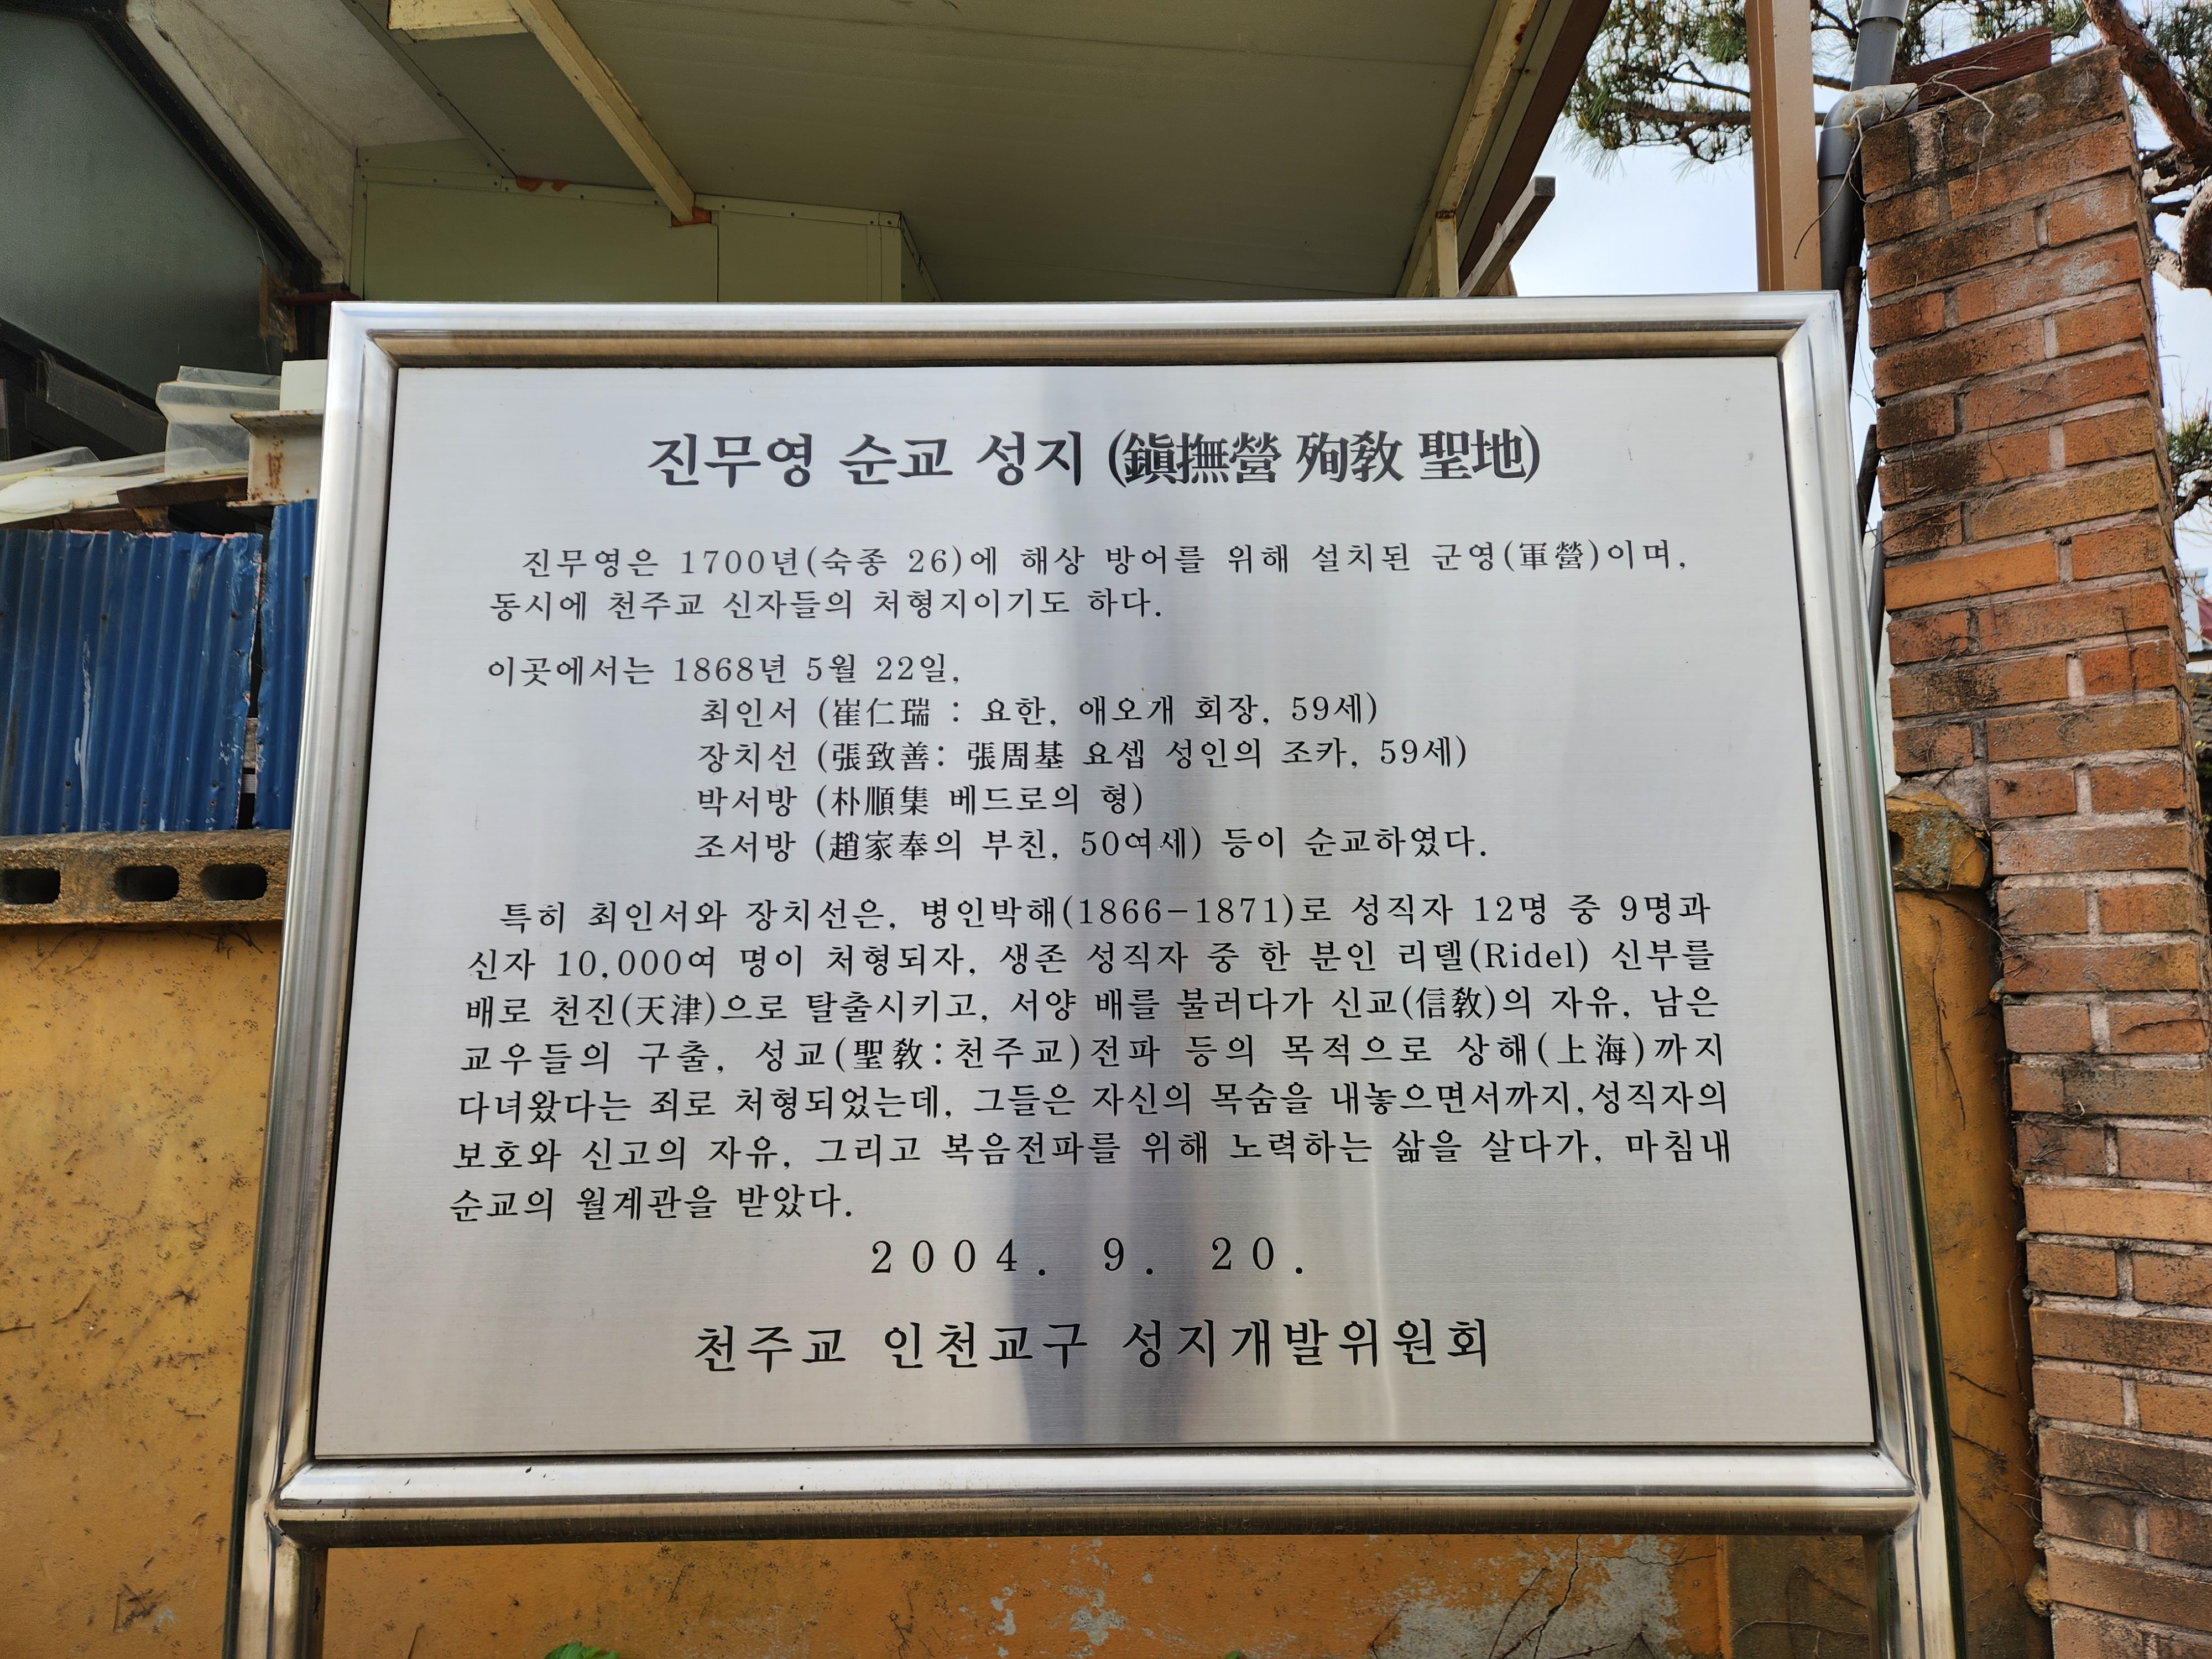 진무영 순교 성지 (鎭撫營 殉敎 聖地)
진무영은 1700년(숙종 26)에 해상 방어를 위해 설치된 군영(軍營)이며,
동시에 천주교 신자들의 처형지이기도 하다.
이곳에서는 1868년 5월 22일,
최인서 (崔仁瑞 : 요한, 애오개 회장, 59세)
장치선 (張致善: 張周基 요셉 성인의 조카, 59세)
박서방 (朴順集 베드로의 형)
조서방 (趙家奉의 부친, 50여세) 등이 순교하였다.
특히 최인서와 장치선은, 병인박해(1866-1871)로 성직자 12명 중 9명과
신자 10,000여 명이 처형되자, 생존 성직자 중 한 분인 리델(Ridel) 신부를
배로 천진(天津)으로 탈출시키고, 서양 배를 불러다가 신교(信敎)의 자유, 남은
교우들의 구출, 성교(聖敎:천주교)전파 등의 목적으로 상해(上海)까지
다녀왔다는 죄로 처형되었는데, 그들은 자신의 목숨을 내놓으면서까지,성직자의
보호와 신고의 자유, 그리고 복음전파를 위해 노력하는 삶을 살다가, 마침내
순교의 월계관을 받았다.
2004. 9. 20.
천주교 인천교구 성지개발위원회